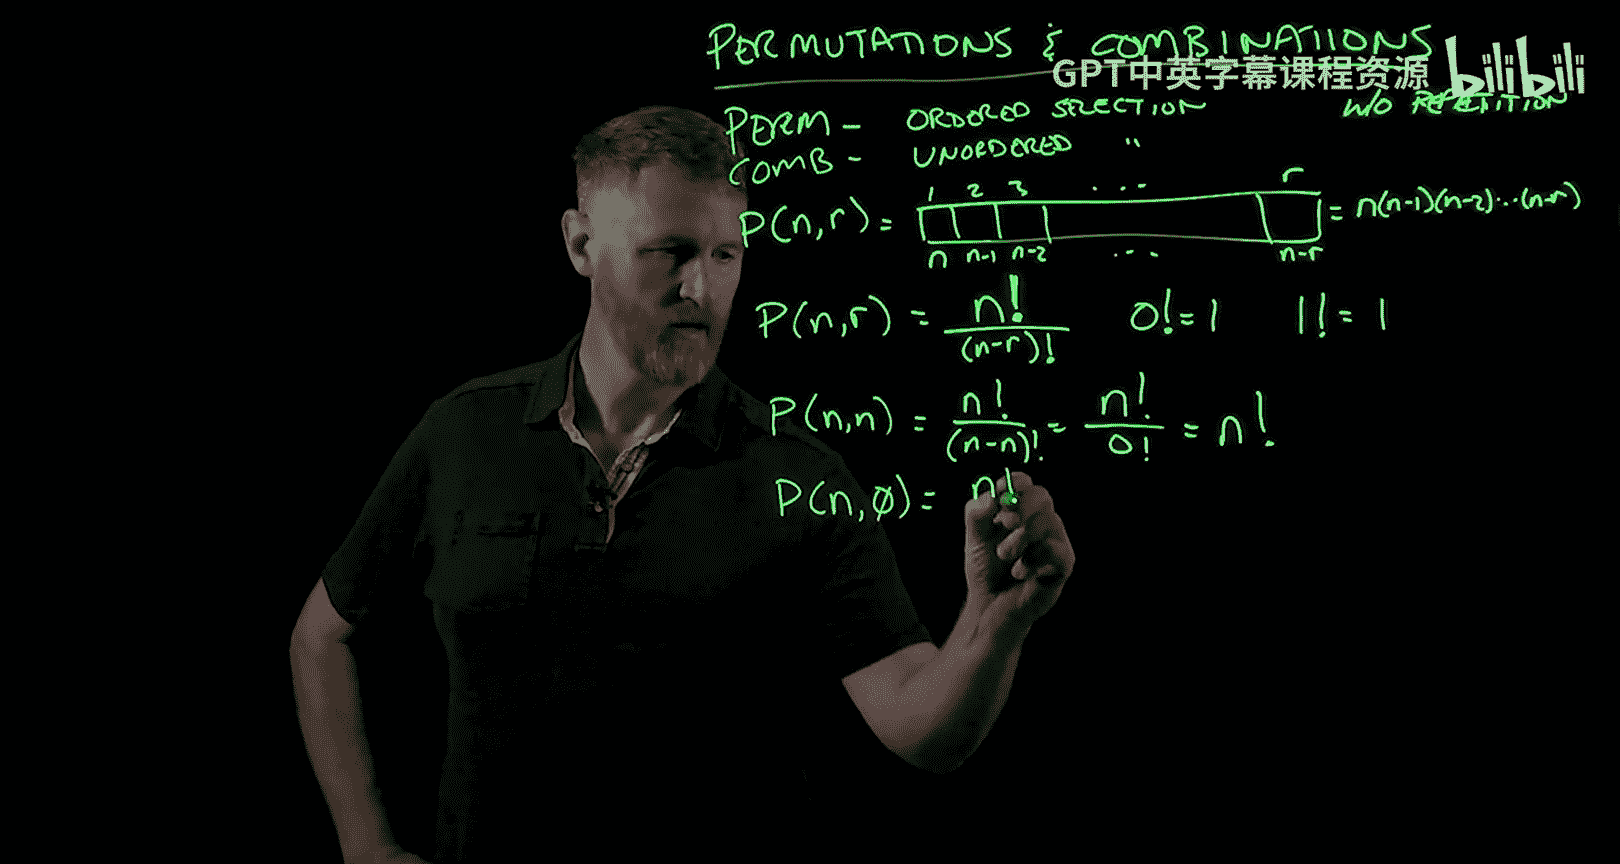 PERMUTATIONS & COMBINATIONS
GPT中英字幕课程资源 bilibili
PERM - ORDERED SELECTION W/O REPETITION
COMB - UNORDERED "
1 2 3 ... r
P(n,r) = = n(n-1)(n-2)...(n-r)
n n-1 n-2 ... n-r
P(n,r) = n! / (n-r)! 0! = 1 1! = 1
P(n,n) = n! / (n-n)! = n! / 0! = n!
P(n,∅) = n!